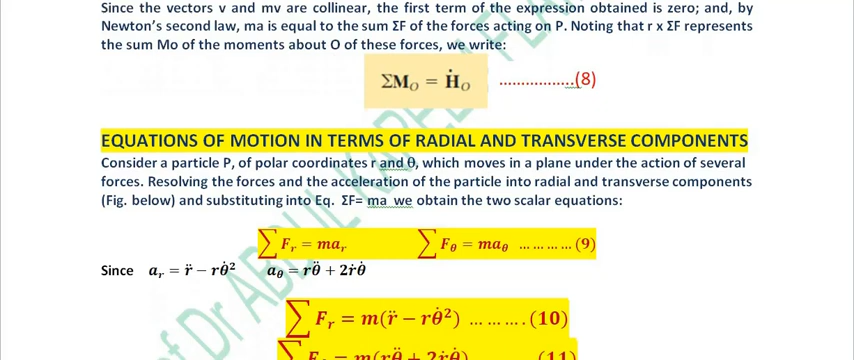 Since the vectors v and mv are collinear, the first term of the expression obtained is zero; and, by
Newton's second law, ma is equal to the sum ΣF of the forces acting on P. Noting that r x ΣF represents
the sum Mo of the moments about O of these forces, we write:
ΣM_O = Ḣ_O ..................(8)
EQUATIONS OF MOTION IN TERMS OF RADIAL AND TRANSVERSE COMPONENTS
Consider a particle P, of polar coordinates r and θ, which moves in a plane under the action of several
forces. Resolving the forces and the acceleration of the particle into radial and transverse components
(Fig. below) and substituting into Eq. ΣF= ma we obtain the two scalar equations:
∑ F_r = ma_r ∑ F_θ = ma_θ ... ... ... ... (9)
Since a_r = r̈ − rθ̇² a_θ = rθ̈ + 2ṙθ̇
∑ F_r = m(r̈ − rθ̇²) ... ... ... . (10)
∑ F_θ = m(rθ̈ + 2ṙθ̇) (11)